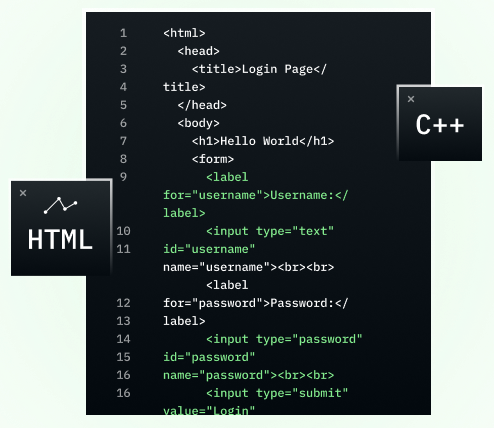 1 <html>
2 <head>
3 <title>Login Page</
4 title>
5 </head>
6 <body>
7 <h1>Hello World</h1>
8 <form>
9 <label
for="username">Username:</
label>
10 <input type="text"
11 id="username"
name="username"><br><br>
<label
12 for="password">Password:</
13 label>
14 <input type="password"
15 id="password"
16 name="password"><br><br>
16 <input type="submit"
value="Login"
× C++
× HTML